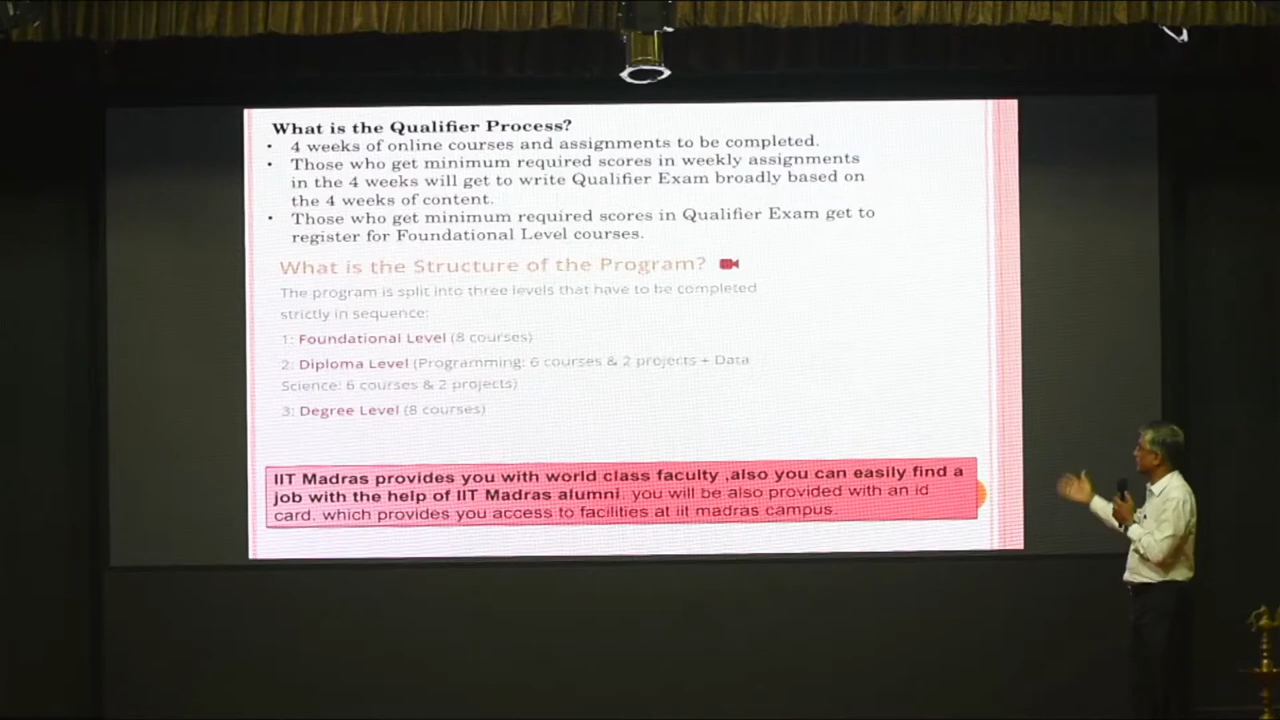 What is the Qualifier Process?
• 4 weeks of online courses and assignments to be completed.
• Those who get minimum required scores in weekly assignments
in the 4 weeks will get to write Qualifier Exam broadly based on
the 4 weeks of content.
• Those who get minimum required scores in Qualifier Exam get to
register for Foundational Level courses.
What is the Structure of the Program?
The program is split into three levels that have to be completed
strictly in sequence:
1: Foundational Level (8 courses)
2: Diploma Level (Programming: 6 courses & 2 projects + Data
Science: 6 courses & 2 projects)
3: Degree Level (8 courses)
IIT Madras provides you with world class faculty ,also you can easily find a
job with the help of IIT Madras alumni. you will be also provided with an id
card. which provides you access to facilities at iit madras campus.